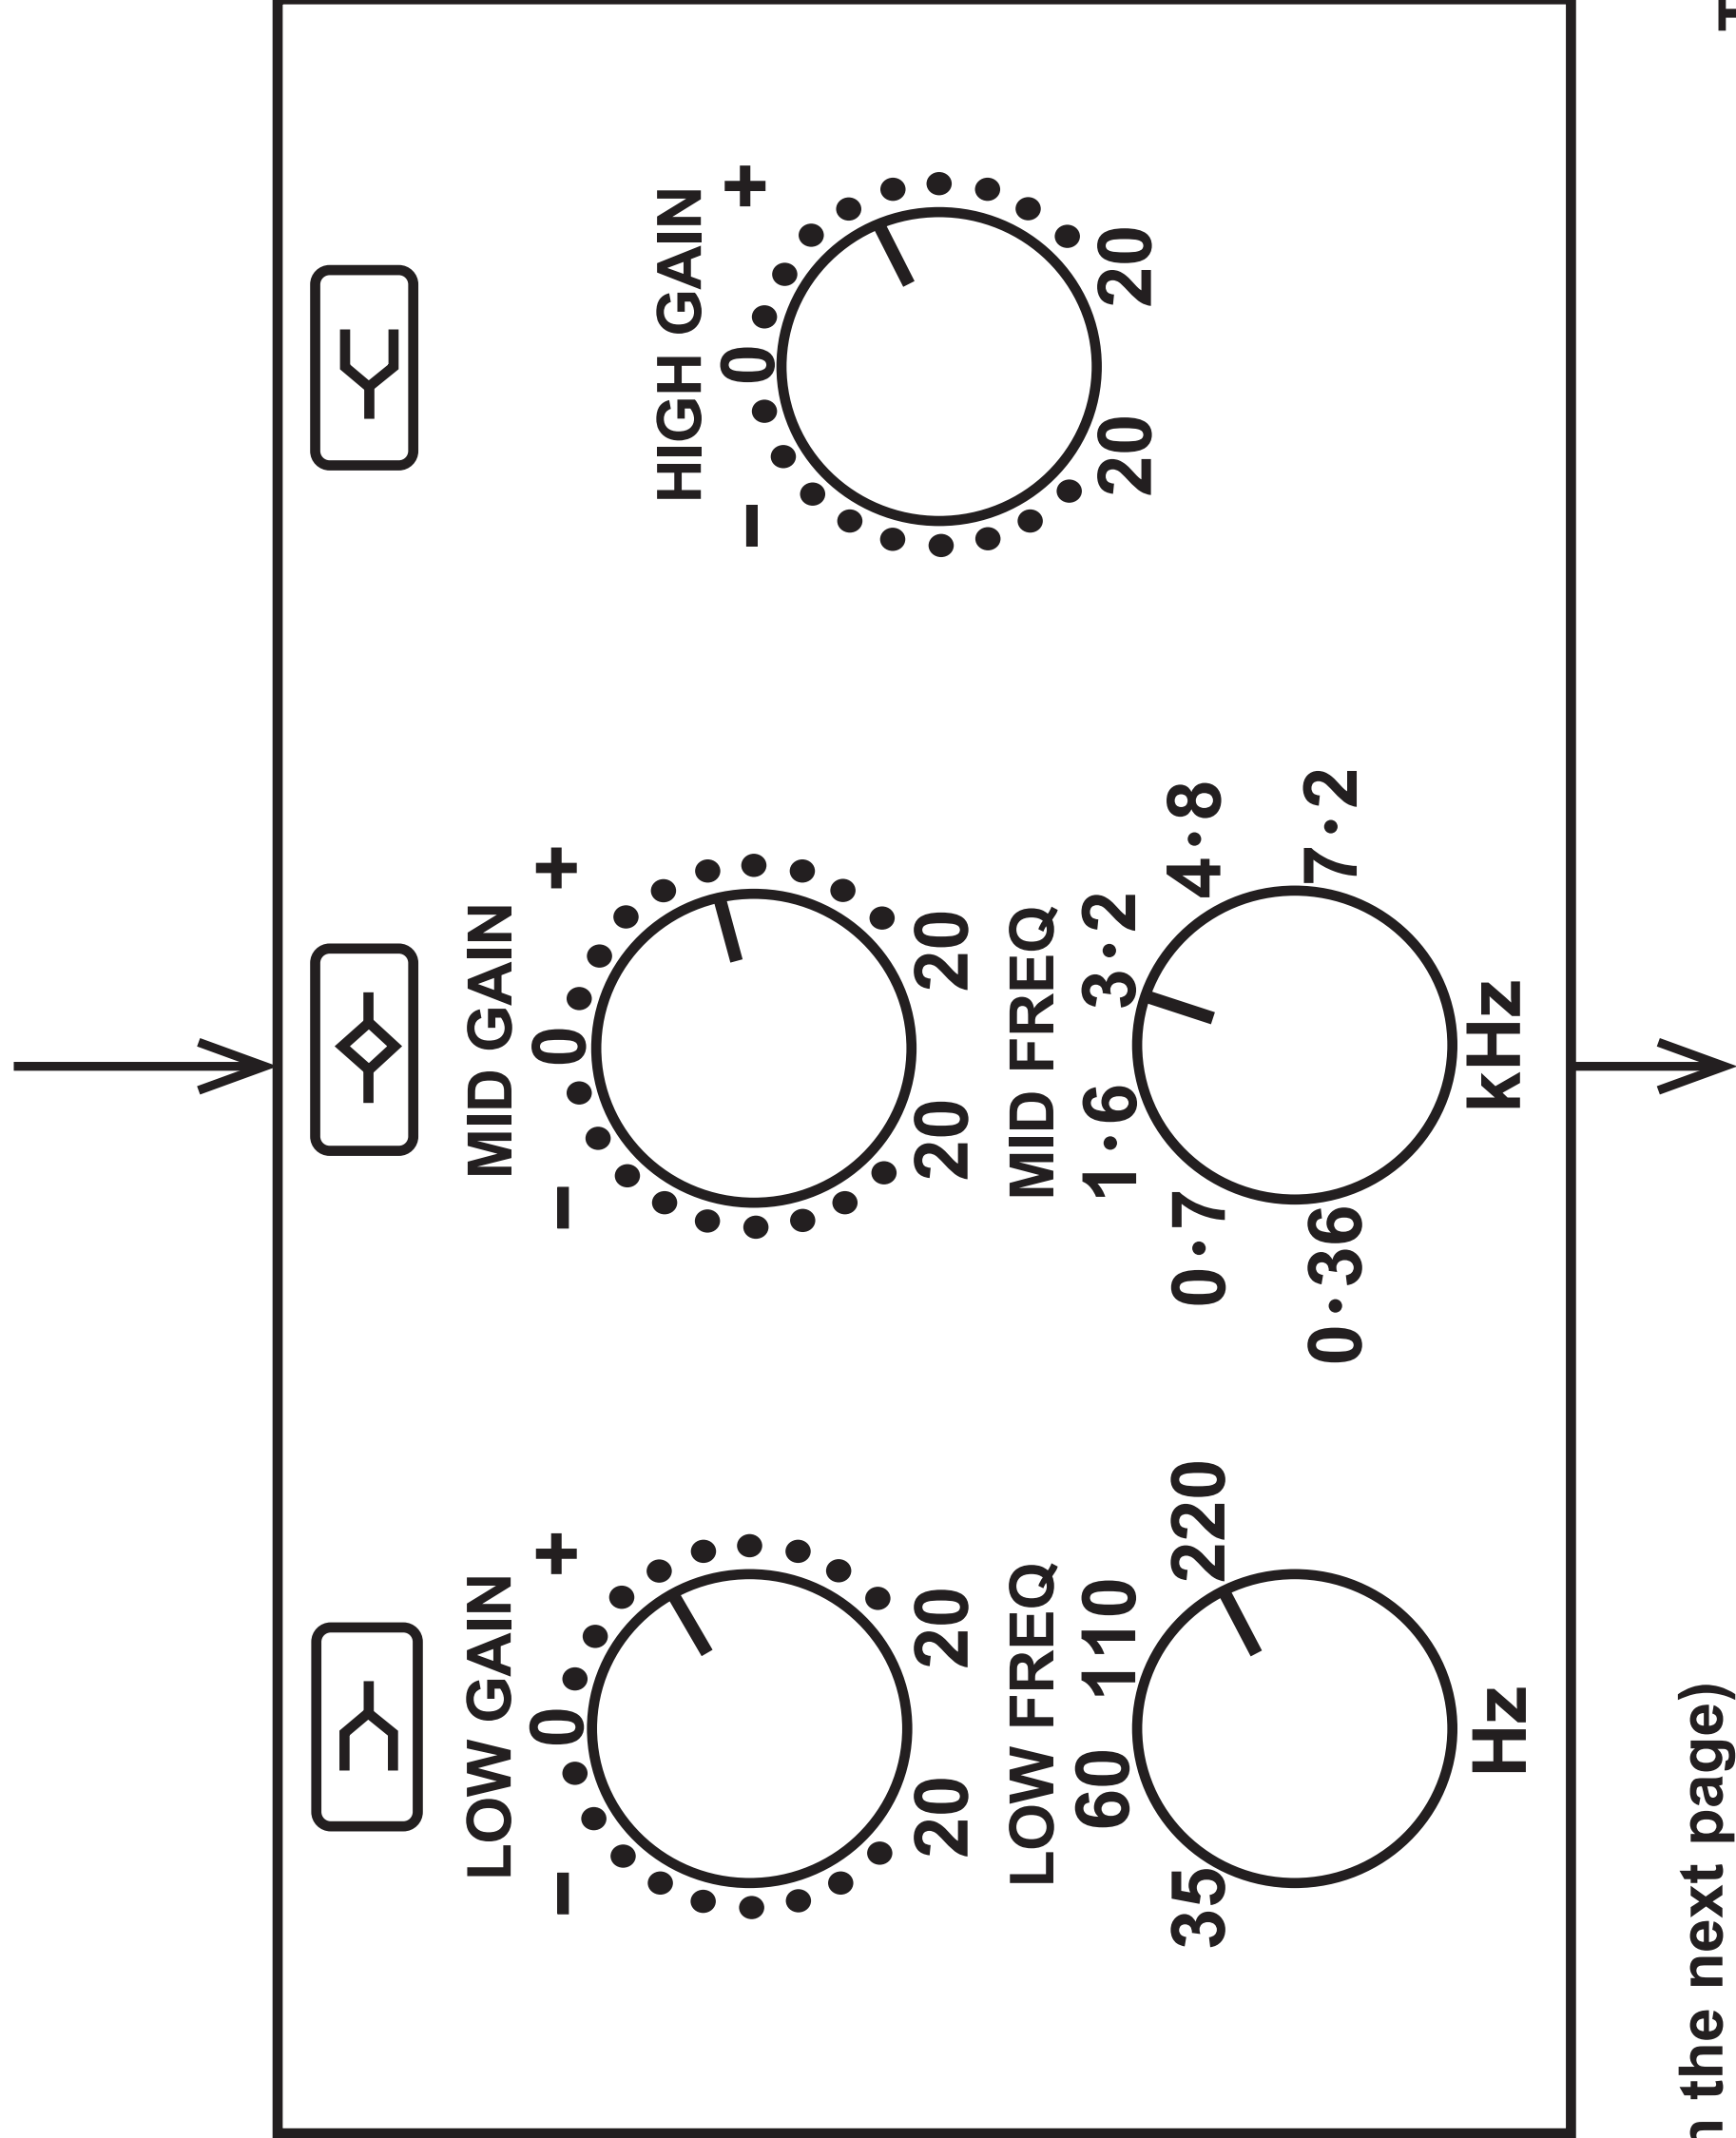 LOW GAIN
- 0 +
20 20
LOW FREQ
35 60 110 220
Hz
MID GAIN
- 0 +
20 20
MID FREQ
0·36 0·7 1·6 3·2 4·8 7·2
kHz
HIGH GAIN
- 0 +
20 20
the next page)